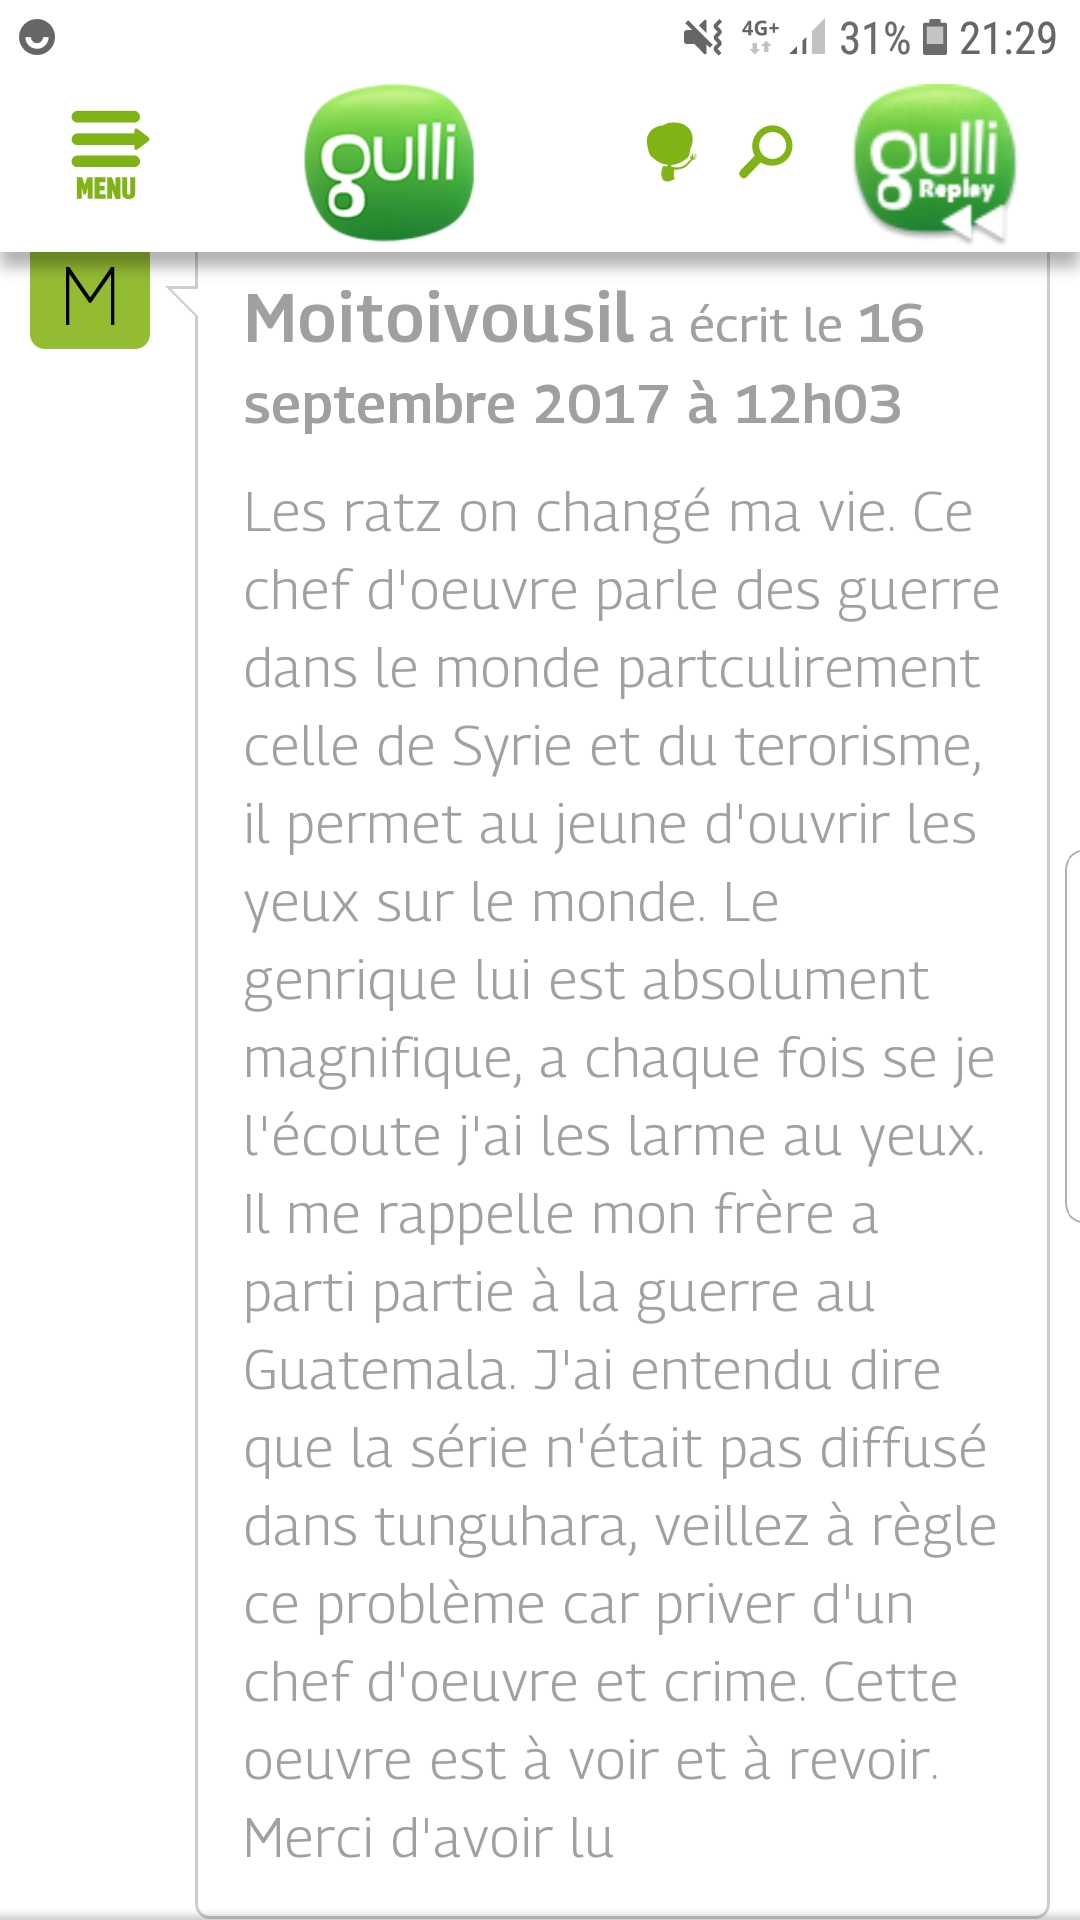 4G+ 31% 21:29
MENU
gulli
gulli
Replay
M
Moitoivousil a écrit le 16
septembre 2017 à 12h03
Les ratz on changé ma vie. Ce
chef d'oeuvre parle des guerre
dans le monde partculirement
celle de Syrie et du terorisme,
il permet au jeune d'ouvrir les
yeux sur le monde. Le
genrique lui est absolument
magnifique, a chaque fois se je
l'écoute j'ai les larme au yeux.
Il me rappelle mon frère a
parti partie à la guerre au
Guatemala. J'ai entendu dire
que la série n'était pas diffusé
dans tunguhara, veillez à règle
ce problème car priver d'un
chef d'oeuvre et crime. Cette
oeuvre est à voir et à revoir.
Merci d'avoir lu